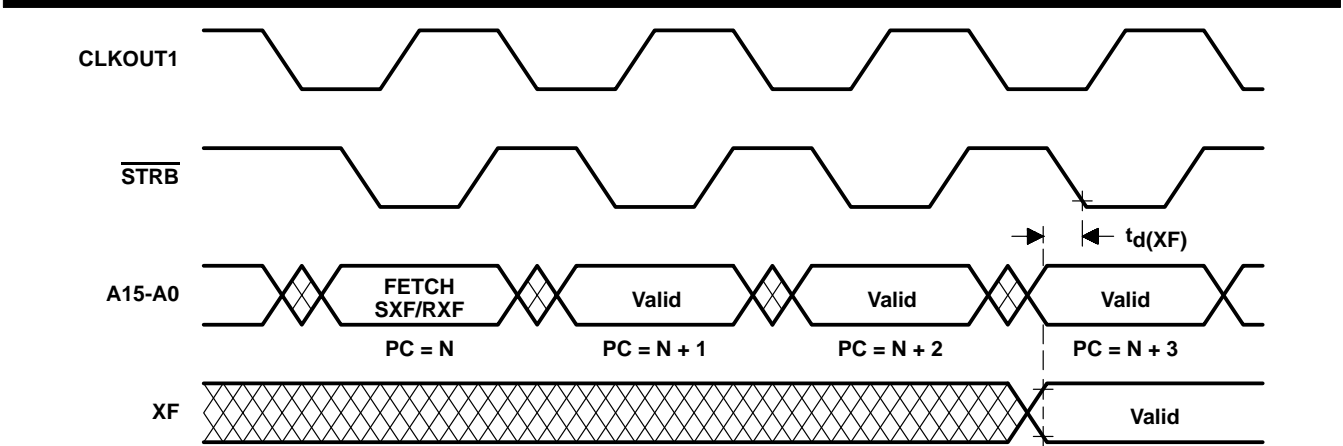 CLKOUT1
STRB
td(XF)
A15-A0
FETCH
SXF/RXF
Valid
Valid
Valid
PC = N
PC = N + 1
PC = N + 2
PC = N + 3
XF
Valid